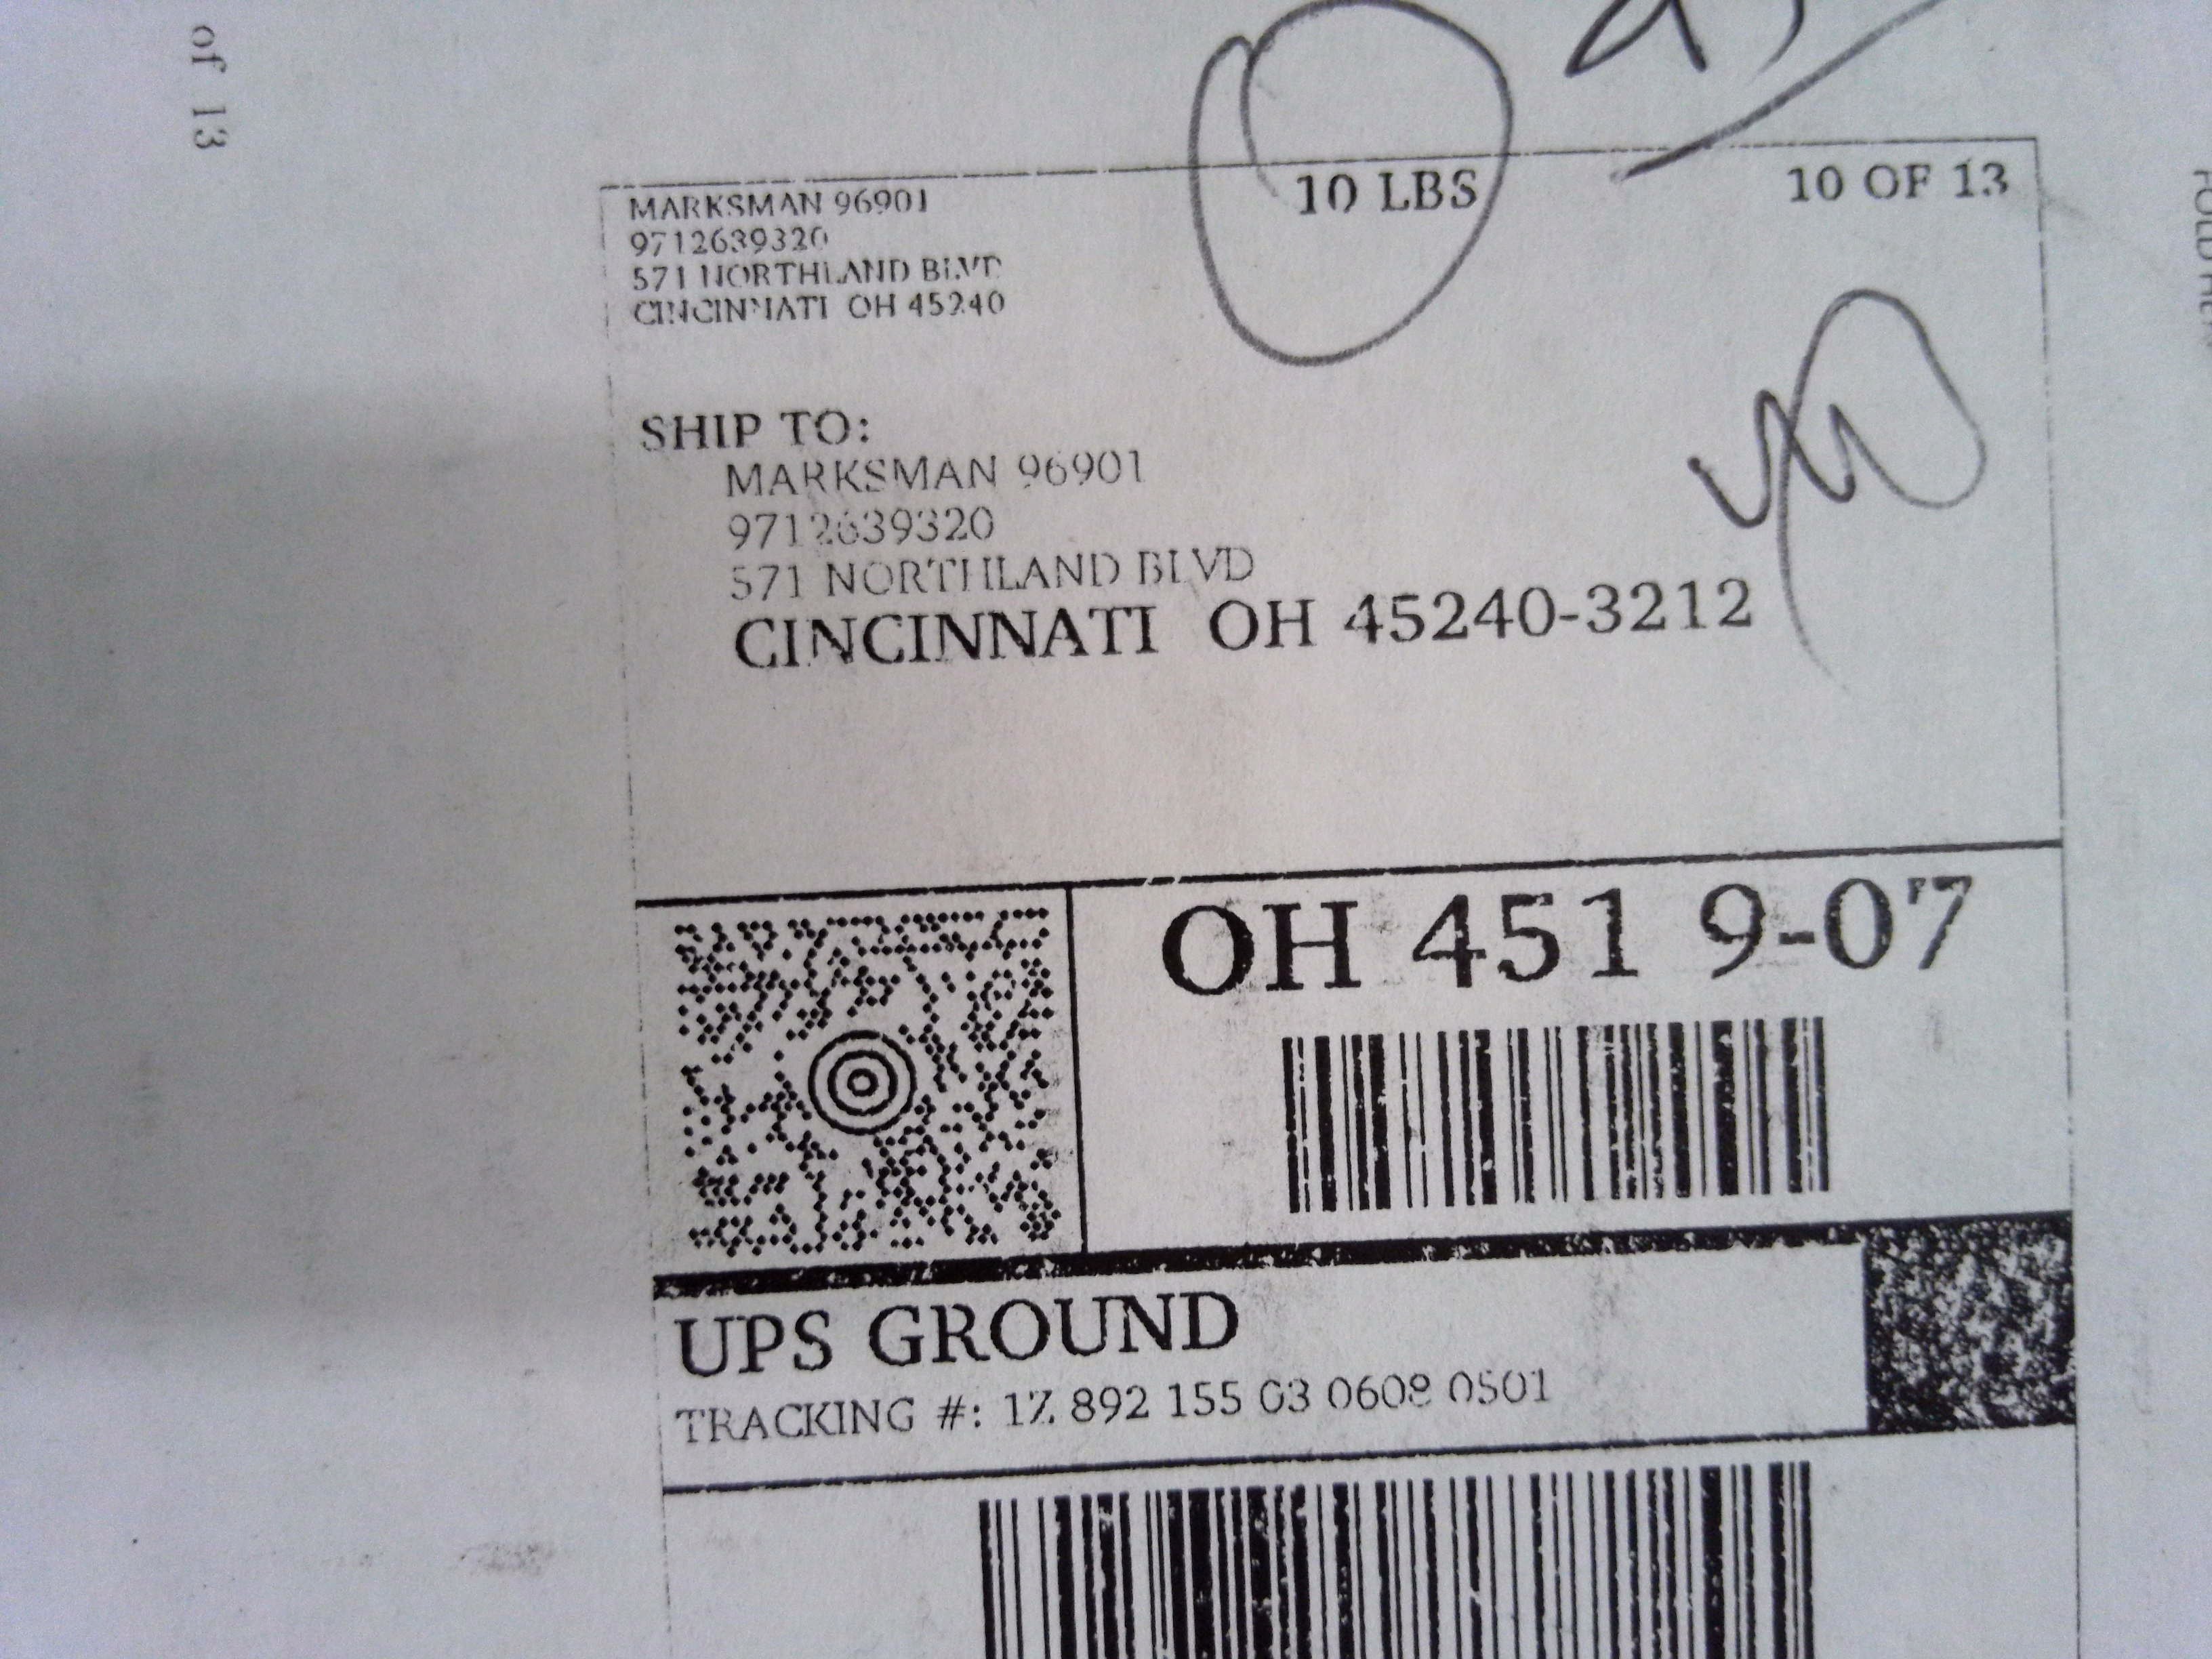 of 13
10 LBS
10 OF 13
MARKSMAN 96901
9712639320
571 NORTHLAND BLVD
CINCINNATI OH 45240
SHIP TO:
MARKSMAN 96901
9712639320
571 NORTHLAND BLVD
CINCINNATI OH 45240-3212
OH 451 9-07
UPS GROUND
TRACKING #: 1Z 892 155 03 0608 0501